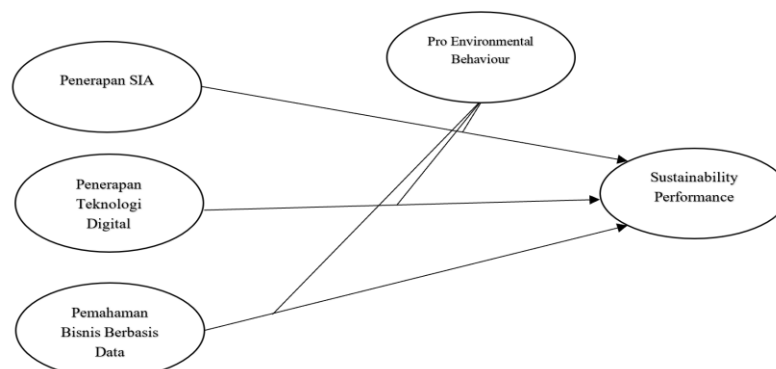 Pro Environmental
Behaviour
Penerapan SIA
Penerapan
Teknologi
Digital
Sustainability
Performance
Pemahaman
Bisnis Berbasis
Data